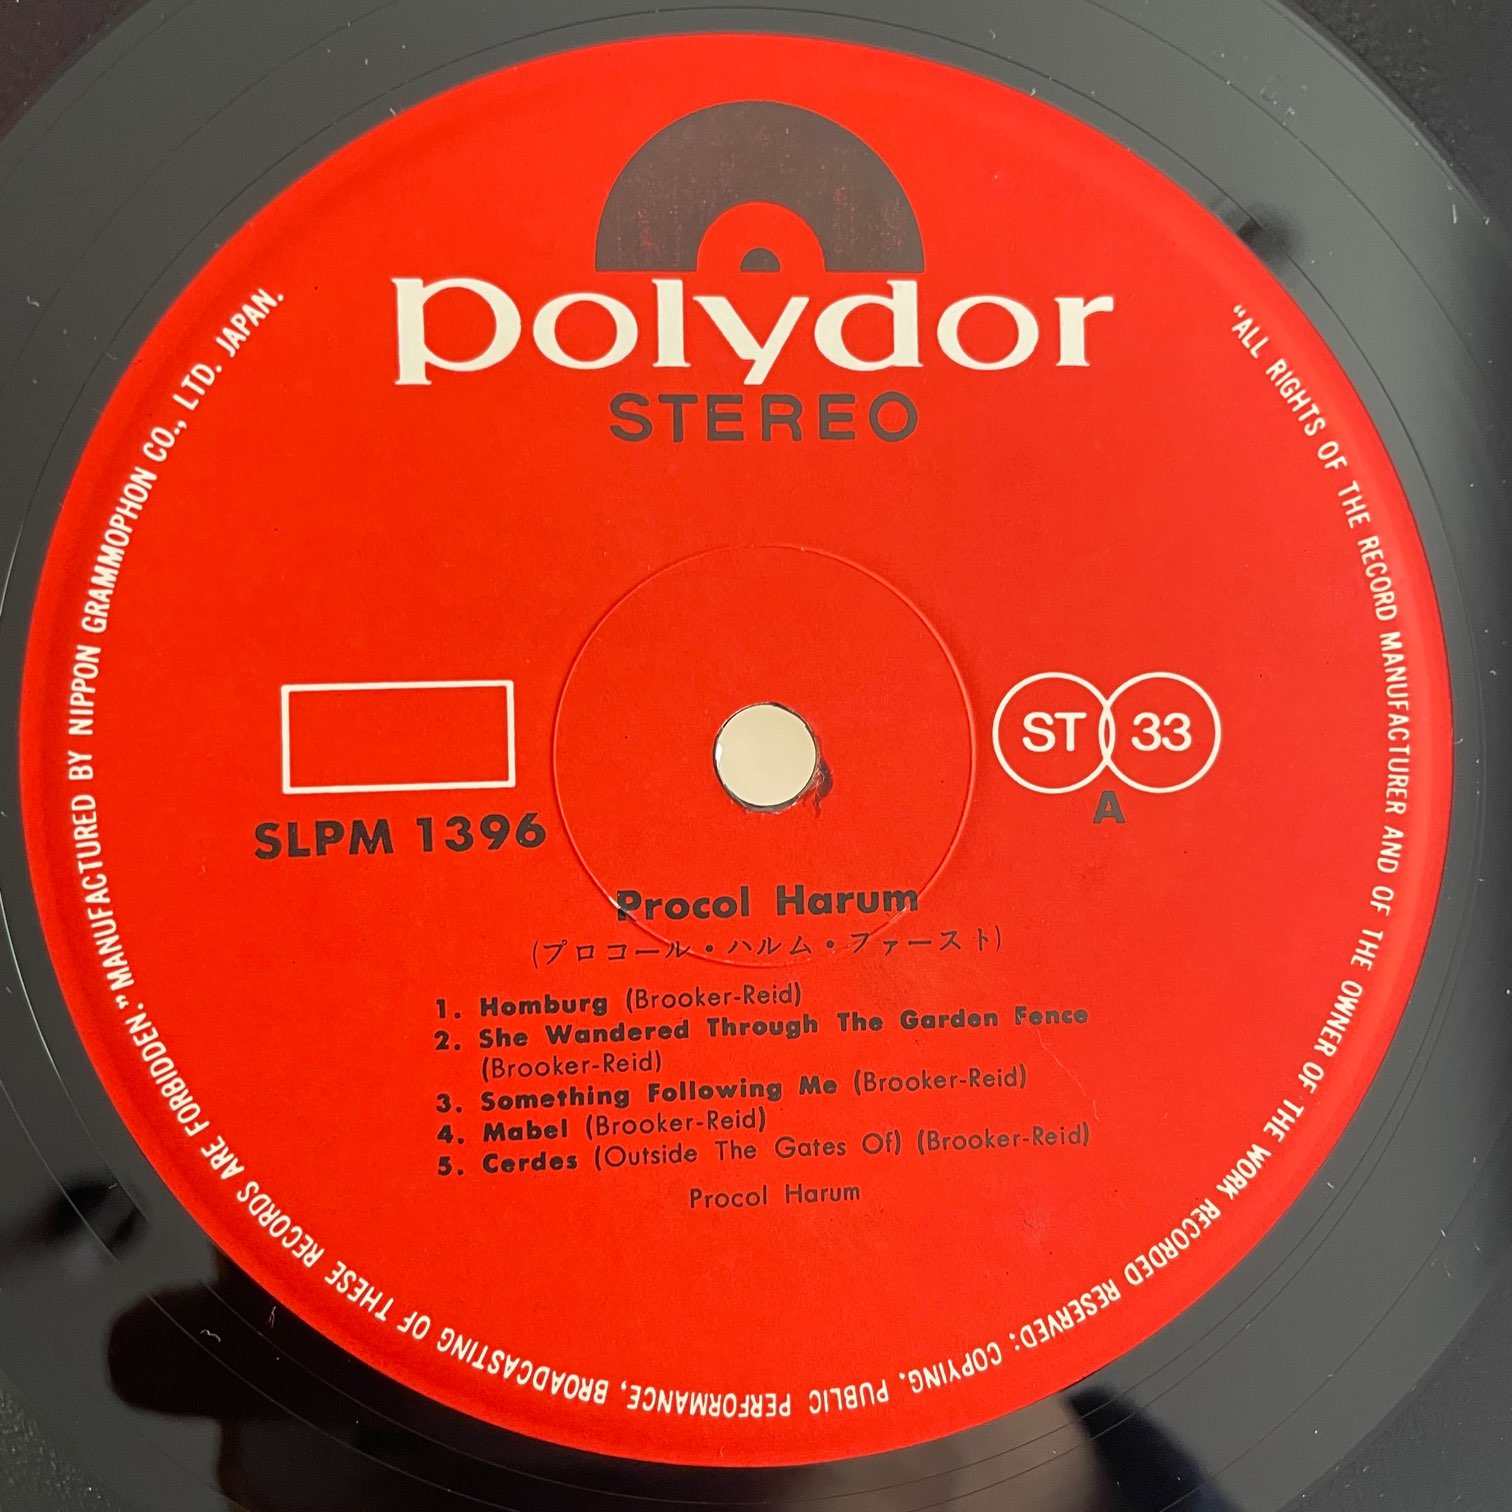 polydor
STEREO
ST 33
A
SLPM 1396
Procol Harum
(プロコール・ハルム・ファースト)
1. Homburg (Brooker-Reid)
2. She Wandered Through The Garden Fence
(Brooker-Reid)
3. Something Following Me (Brooker-Reid)
4. Mabel (Brooker-Reid)
5. Cerdes (Outside The Gates Of) (Brooker-Reid)
Procol Harum
"ALL RIGHTS OF THE RECORD MANUFACTURER AND OF THE OWNER OF THE WORK RECORDED RESERVED: COPYING. PUBLIC PERFORMANCE, BROADCASTING OF THESE RECORDS ARE FORBIDDEN." MANUFACTURED BY NIPPON GRAMMOPHON CO., LTD. JAPAN.